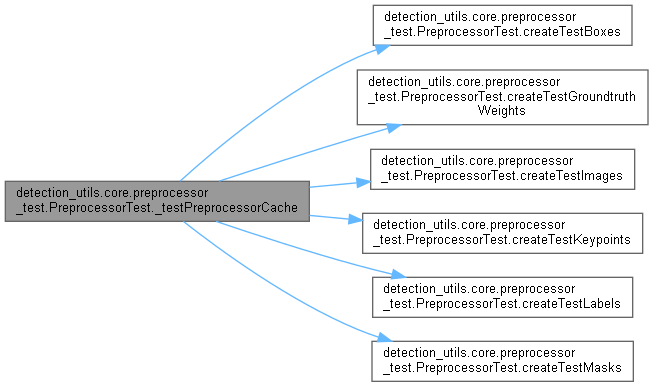 detection_utils.core.preprocessor
_test.PreprocessorTest._testPreprocessorCache
detection_utils.core.preprocessor
_test.PreprocessorTest.createTestBoxes
detection_utils.core.preprocessor
_test.PreprocessorTest.createTestGroundtruth
Weights
detection_utils.core.preprocessor
_test.PreprocessorTest.createTestImages
detection_utils.core.preprocessor
_test.PreprocessorTest.createTestKeypoints
detection_utils.core.preprocessor
_test.PreprocessorTest.createTestLabels
detection_utils.core.preprocessor
_test.PreprocessorTest.createTestMasks